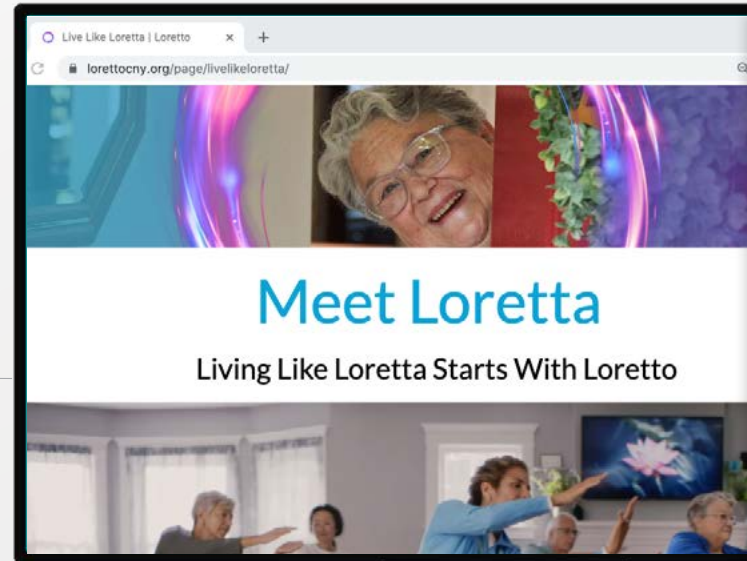 Live Like Loretta | Loretto
lorettocny.org/page/livelikeloretta/
Meet Loretta
Living Like Loretta Starts With Loretto